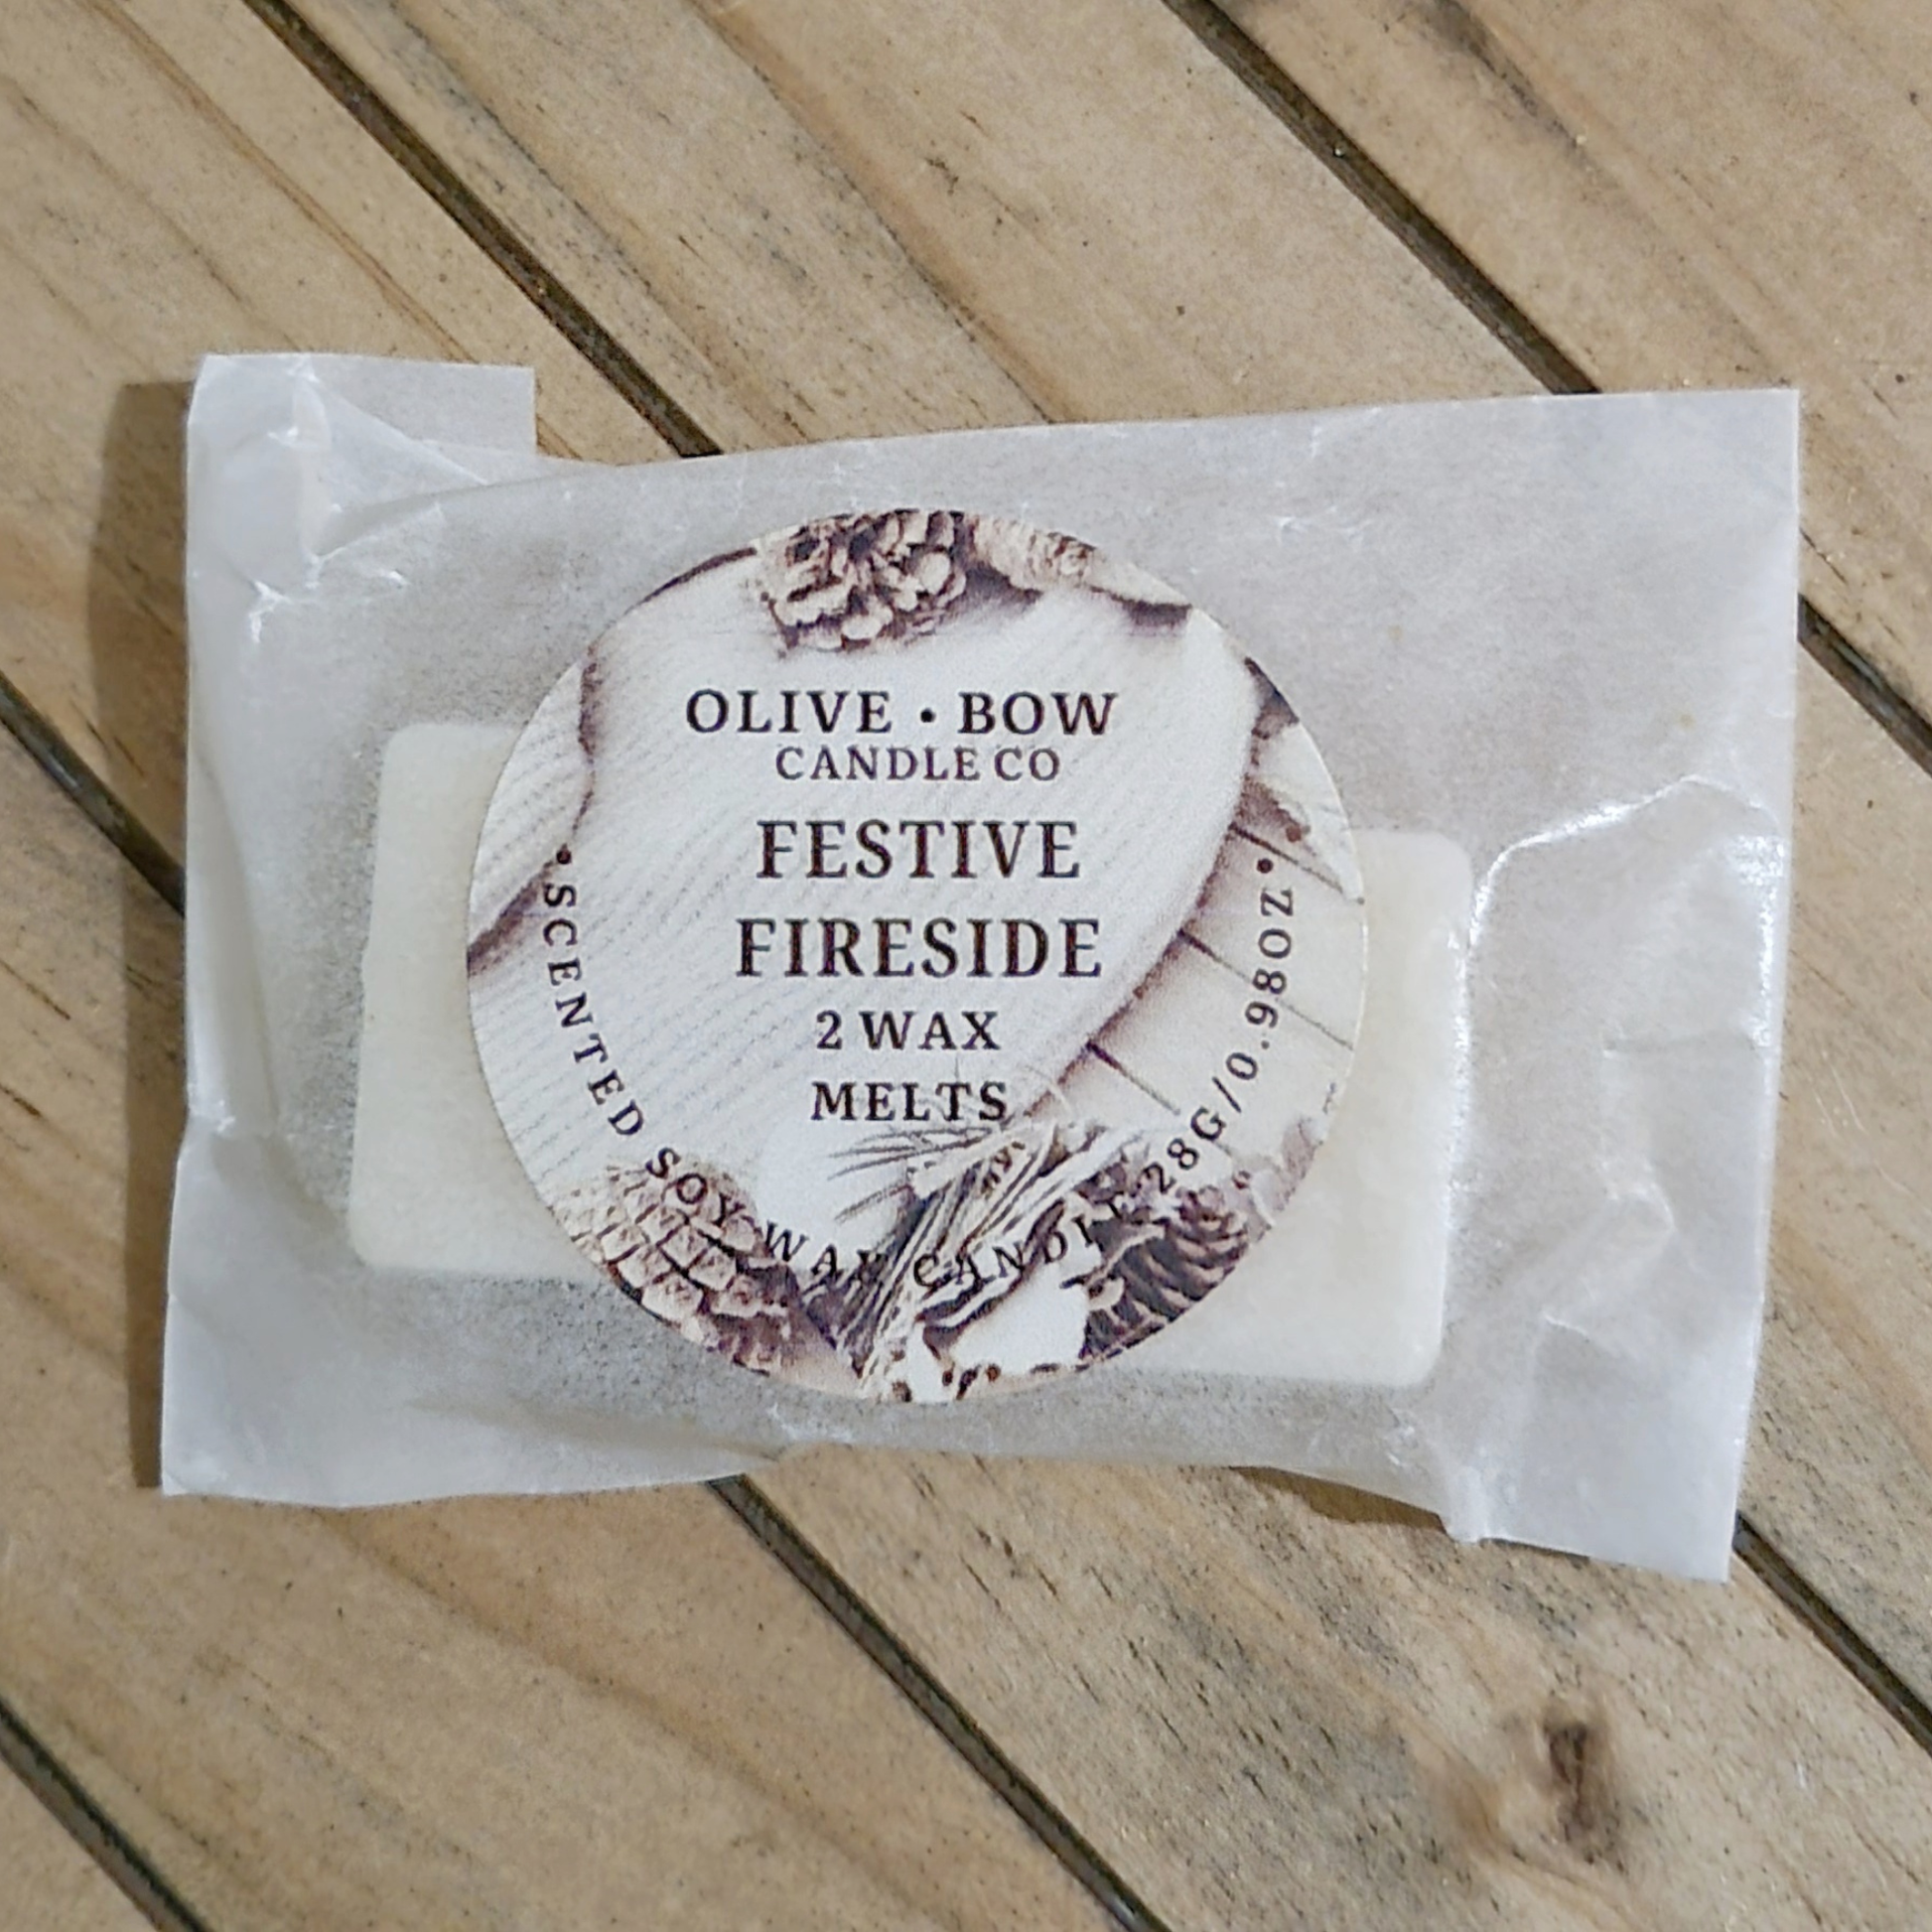 OLIVE • BOW
CANDLE CO
FESTIVE
FIRESIDE
2 WAX
MELTS
• SCENTED SOY WAX CANDLE 28G/0.98OZ •